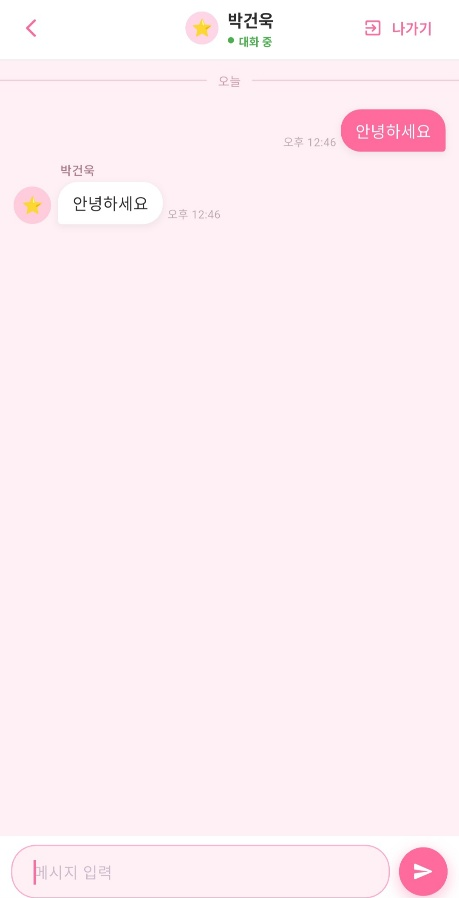 박건욱
대화 중
나가기
오늘
안녕하세요
오후 12:46
박건욱
안녕하세요
오후 12:46
메시지 입력